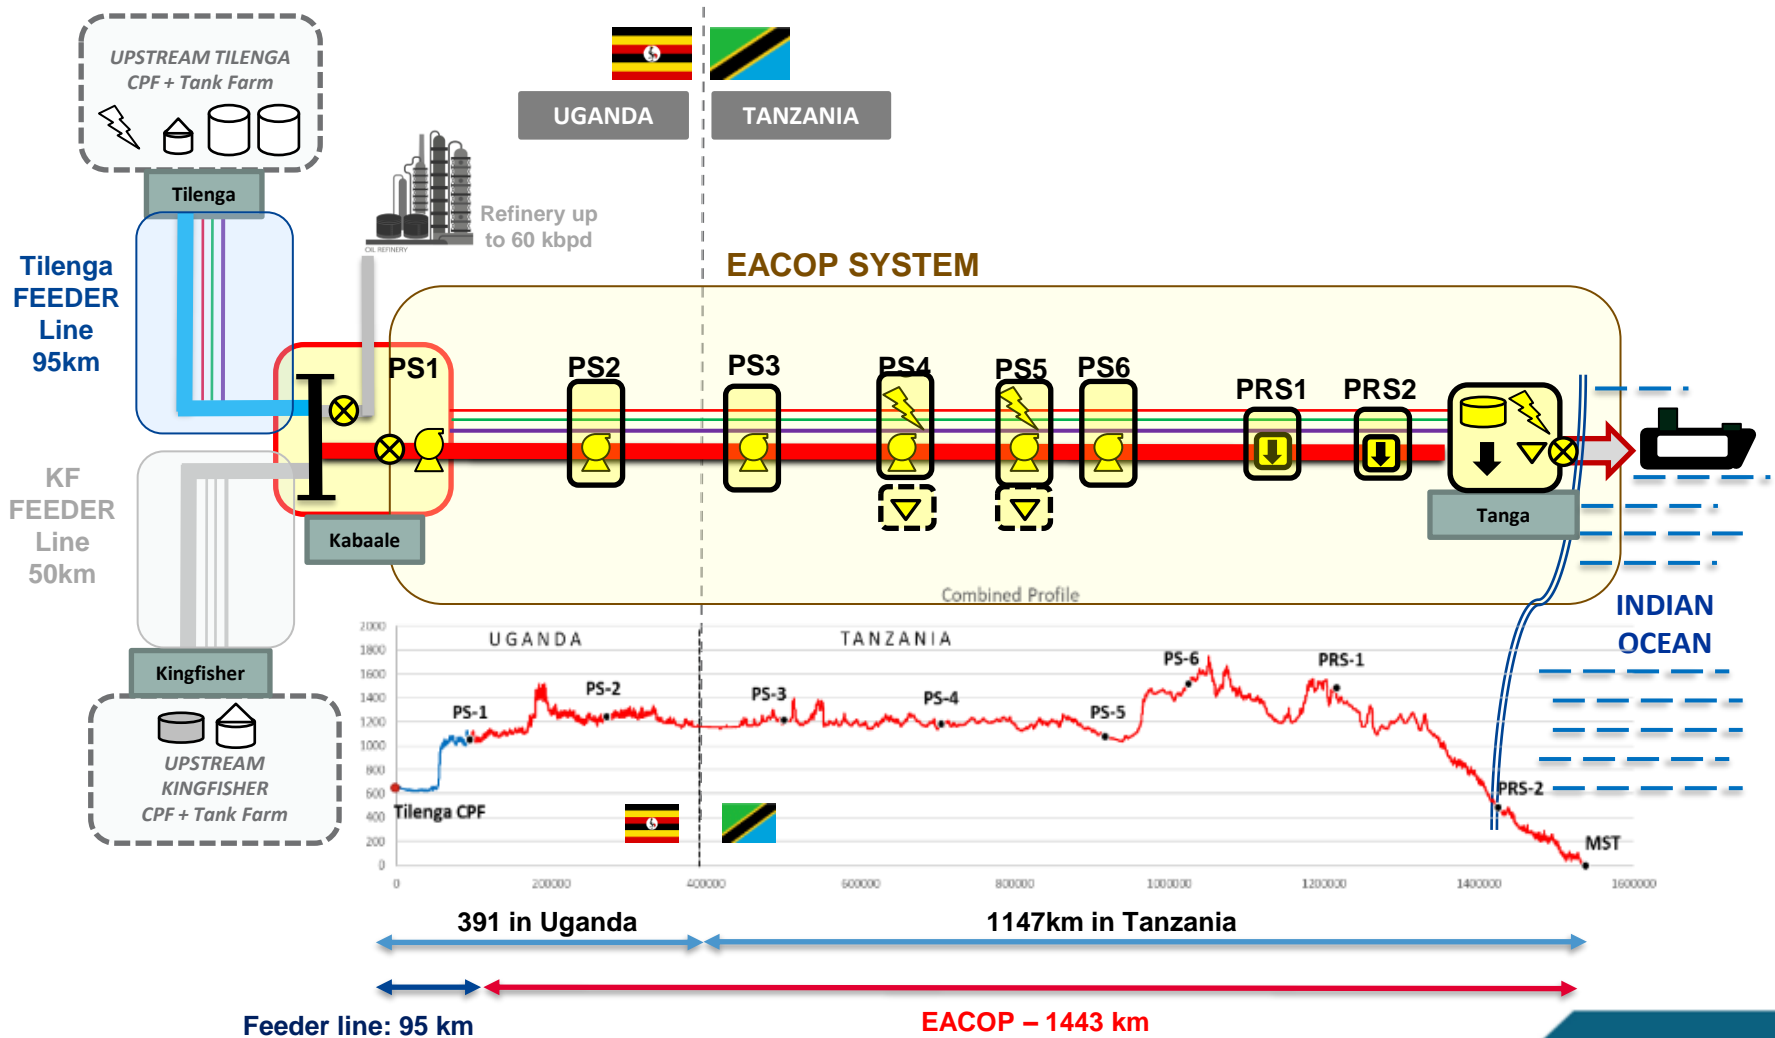 UPSTREAM TILENGA
CPF + Tank Farm
Tilenga
UGANDA
TANZANIA
OIL REFINERY
Refinery up
to 60 kbpd
Tilenga
FEEDER
Line
95km
EACOP SYSTEM
PS1
PS2
PS3
PS4
PS5
PS6
PRS1
PRS2
KF
FEEDER
Line
50km
Kabaale
Tanga
Kingfisher
UPSTREAM
KINGFISHER
CPF + Tank Farm
INDIAN
OCEAN
Combined Profile
UGANDA
TANZANIA
2000
1800
1600
1400
1200
1000
800
600
400
200
0
PS-1
PS-2
PS-3
PS-4
PS-5
PS-6
PRS-1
PRS-2
MST
Tilenga CPF
0
200000
400000
600000
800000
1000000
1200000
1400000
1600000
391 in Uganda
1147km in Tanzania
Feeder line: 95 km
EACOP – 1443 km